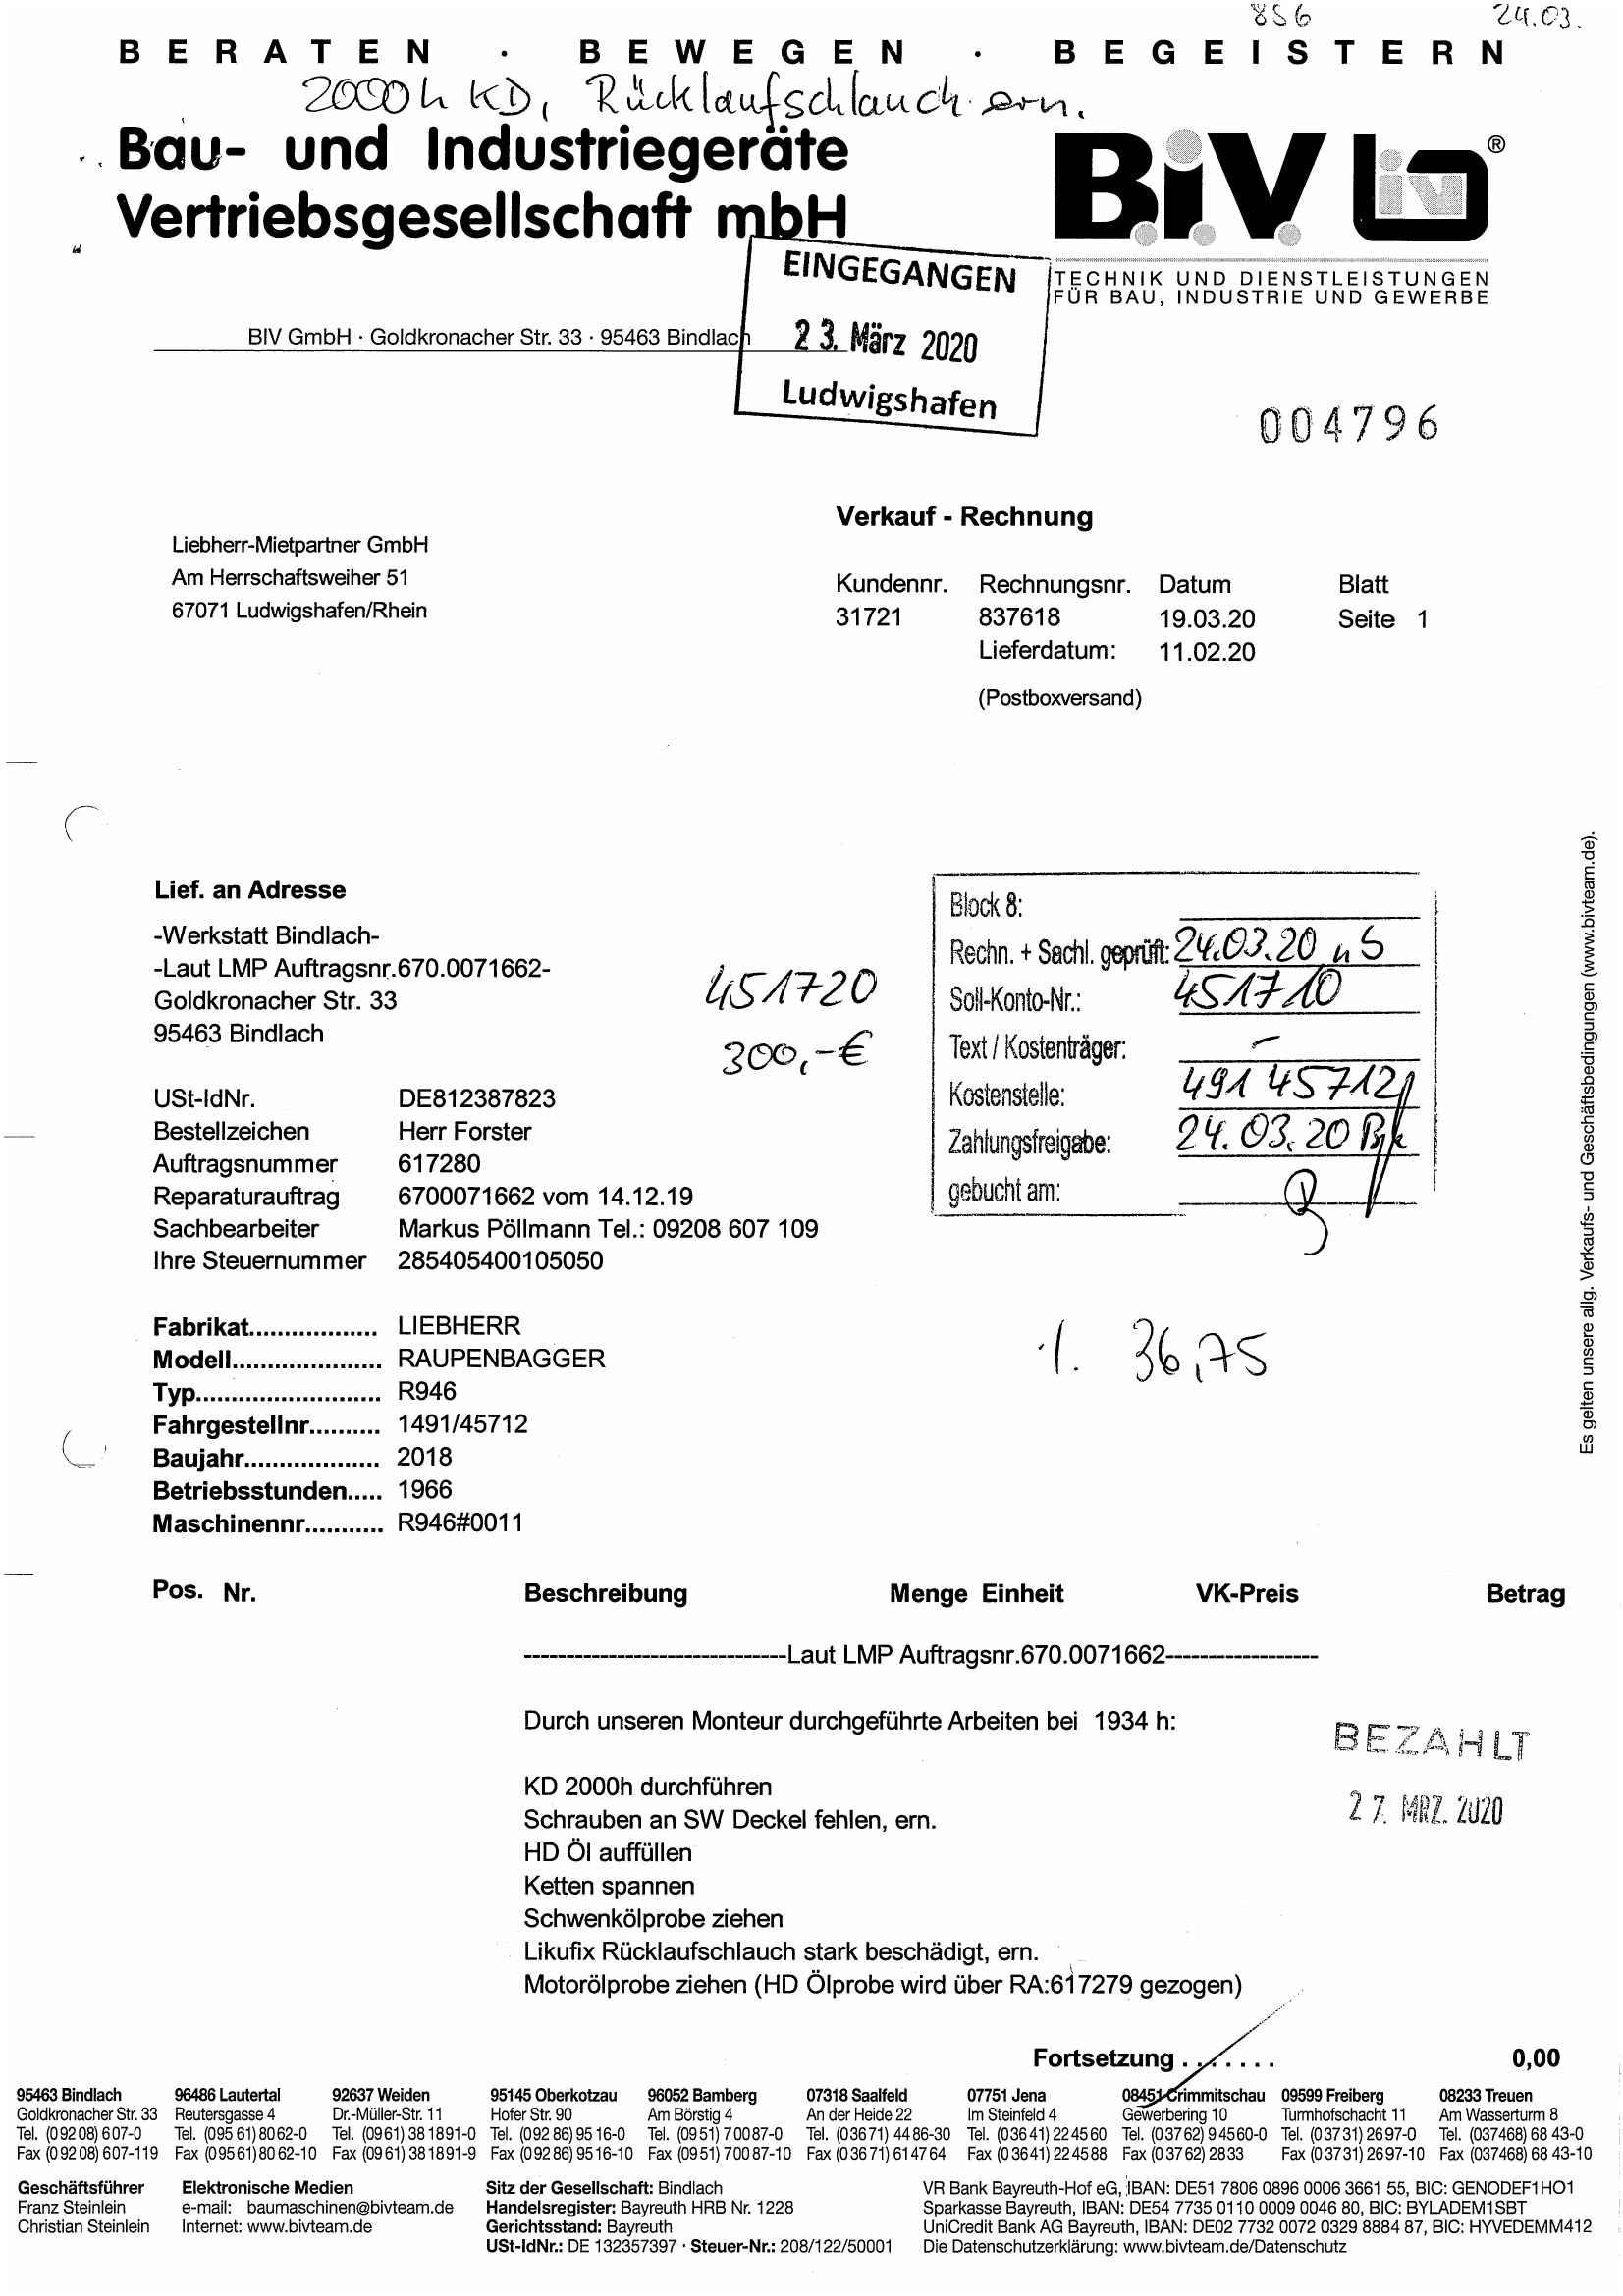 856 24.03.
BERATEN · BEWEGEN · BEGEISTERN
2000h KD, Rücklaufschlauch ern.
Bau- und Industriegeräte
Vertriebsgesellschaft mbH
B.i.V. iv ®
TECHNIK UND DIENSTLEISTUNGEN
FÜR BAU, INDUSTRIE UND GEWERBE
EINGEGANGEN
23. März 2020
Ludwigshafen
BIV GmbH · Goldkronacher Str. 33 · 95463 Bindlach
004796
Verkauf - Rechnung
Liebherr-Mietpartner GmbH
Am Herrschaftsweiher 51
67071 Ludwigshafen/Rhein
Kundennr. Rechnungsnr. Datum Blatt
31721 837618 19.03.20 Seite 1
Lieferdatum: 11.02.20
(Postboxversand)
Lief. an Adresse
-Werkstatt Bindlach-
-Laut LMP Auftragsnr.670.0071662-
Goldkronacher Str. 33
95463 Bindlach
451720
300,-€
Block 8:
Rechn. + Sachl. geprüft: 24.03.20
Soll-Konto-Nr.: 451710
Text / Kostenträger: -
Kostenstelle: 491 45712
Zahlungsfreigabe: 24.03.20
gebucht am:
USt-IdNr. DE812387823
Bestellzeichen Herr Forster
Auftragsnummer 617280
Reparaturauftrag 6700071662 vom 14.12.19
Sachbearbeiter Markus Pöllmann Tel.: 09208 607 109
Ihre Steuernummer 285405400105050
Fabrikat.................. LIEBHERR
Modell..................... RAUPENBAGGER
Typ.......................... R946
Fahrgestellnr.......... 1491/45712
Baujahr................... 2018
Betriebsstunden..... 1966
Maschinennr........... R946#0011
·/. 36,75
Es gelten unsere allg. Verkaufs- und Geschäftsbedingungen (www.bivteam.de).
Pos. Nr. Beschreibung Menge Einheit VK-Preis Betrag
-------------------------------Laut LMP Auftragsnr.670.0071662------------------
Durch unseren Monteur durchgeführte Arbeiten bei 1934 h:
BEZAHLT
27. MRZ. 2020
KD 2000h durchführen
Schrauben an SW Deckel fehlen, ern.
HD Öl auffüllen
Ketten spannen
Schwenkölprobe ziehen
Likufix Rücklaufschlauch stark beschädigt, ern.
Motorölprobe ziehen (HD Ölprobe wird über RA:617279 gezogen)
Fortsetzung . . . . . . . 0,00
95463 Bindlach 96486 Lautertal 92637 Weiden 95145 Oberkotzau 96052 Bamberg 07318 Saalfeld 07751 Jena 08451 Crimmitschau 09599 Freiberg 08233 Treuen
Goldkronacher Str. 33 Reutersgasse 4 Dr.-Müller-Str. 11 Hofer Str. 90 Am Börstig 4 An der Heide 22 Im Steinfeld 4 Gewerbering 10 Turmhofschacht 11 Am Wasserturm 8
Tel. (09208) 607-0 Tel. (09561) 8062-0 Tel. (0961) 381891-0 Tel. (09286) 9516-0 Tel. (0951) 70087-0 Tel. (03671) 4486-30 Tel. (03641) 224560 Tel. (03762) 94560-0 Tel. (03731) 2697-0 Tel. (037468) 6843-0
Fax (09208) 607-119 Fax (09561) 8062-10 Fax (0961) 381891-9 Fax (09286) 9516-10 Fax (0951) 70087-10 Fax (03671) 614764 Fax (03641) 224588 Fax (03762) 2833 Fax (03731) 2697-10 Fax (037468) 6843-10
Geschäftsführer Elektronische Medien Sitz der Gesellschaft: Bindlach VR Bank Bayreuth-Hof eG, IBAN: DE51 7806 0896 0006 3661 55, BIC: GENODEF1HO1
Franz Steinlein e-mail: baumaschinen@bivteam.de Handelsregister: Bayreuth HRB Nr. 1228 Sparkasse Bayreuth, IBAN: DE54 7735 0110 0009 0046 80, BIC: BYLADEM1SBT
Christian Steinlein Internet: www.bivteam.de Gerichtsstand: Bayreuth UniCredit Bank AG Bayreuth, IBAN: DE02 7732 0072 0329 8884 87, BIC: HYVEDEMM412
USt-IdNr.: DE 132357397 · Steuer-Nr.: 208/122/50001 Die Datenschutzerklärung: www.bivteam.de/Datenschutz